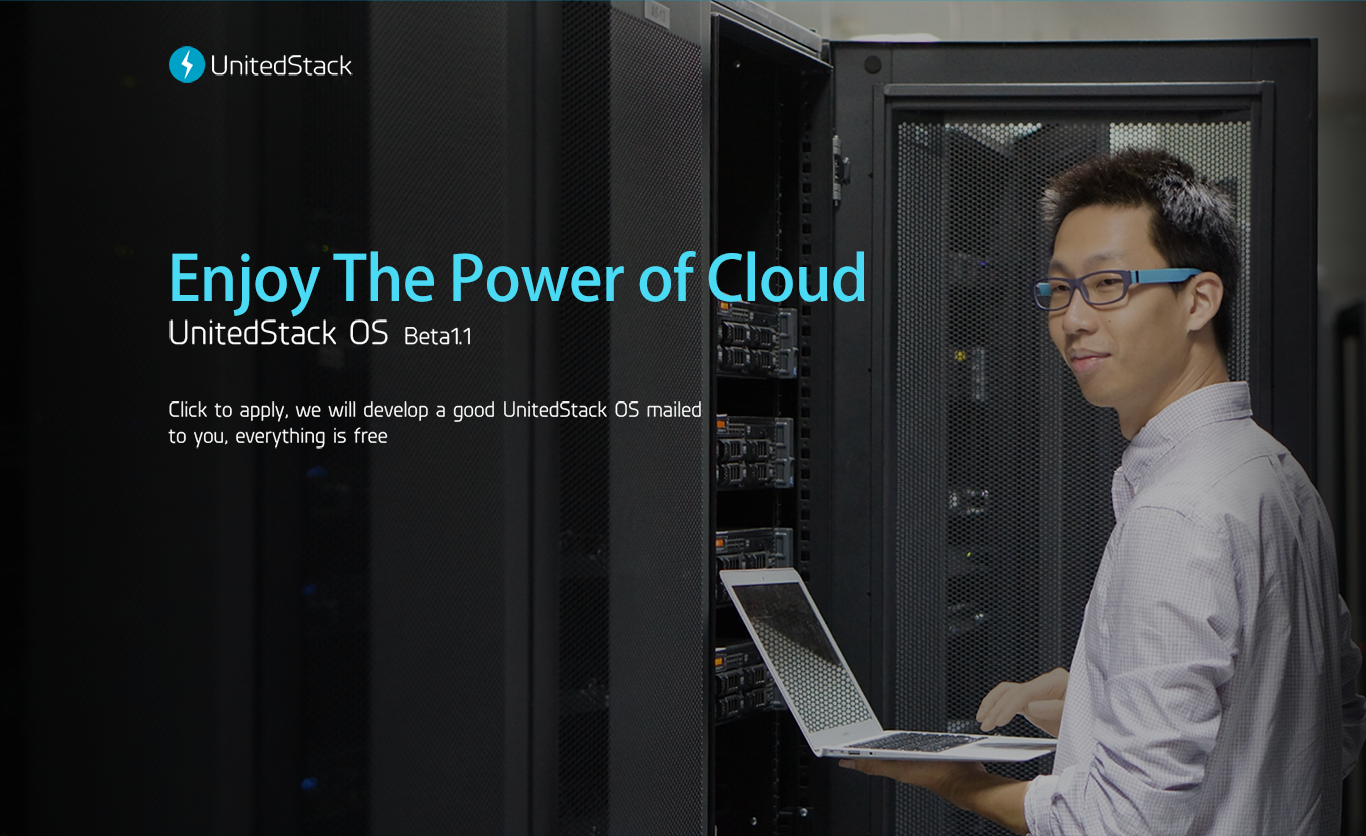 UnitedStack
Enjoy The Power of Cloud
UnitedStack OS Beta1.1
Click to apply, we will develop a good UnitedStack OS mailed
to you, everything is free